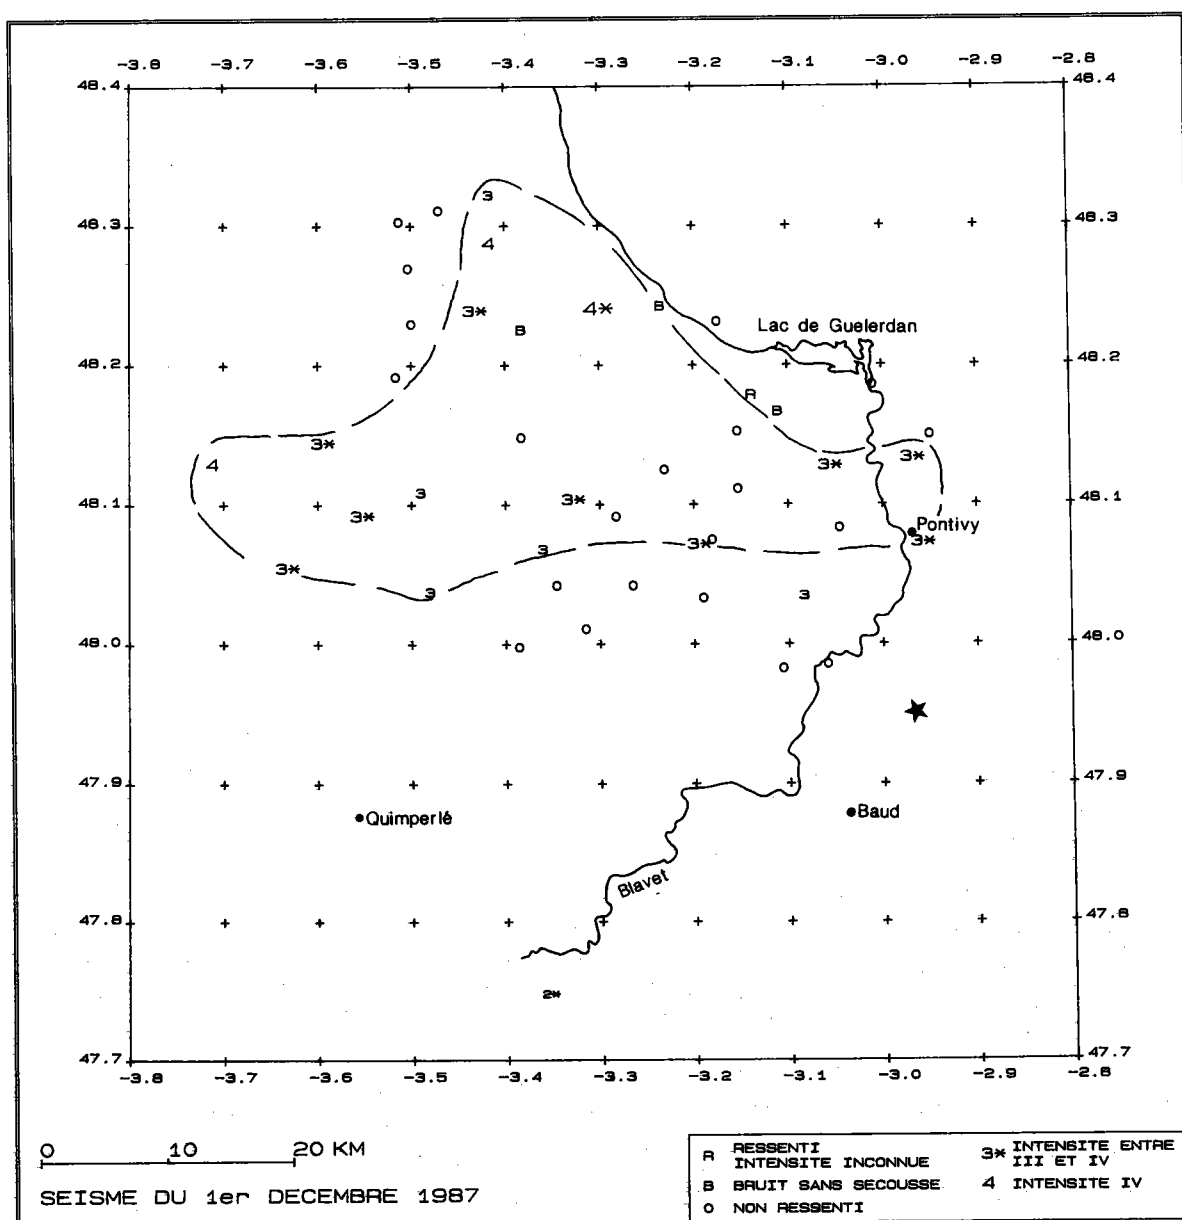 -3.8 -3.7 -3.6 -3.5 -3.4 -3.3 -3.2 -3.1 -3.0 -2.9 -2.8
48.4 48.4
3
o o
48.3 48.3
4
o
3* 4* B
o B o
Lac de Guelerdan
48.2 48.2
o o
R
B
o o o
3*
4 3* 3*
o
3 o
48.1 3* 48.1
3* o o
Pontivy
o 3* 3*
3
3*
o o
3 o 3
o
48.0 o 48.0
o o
47.9 47.9
Quimperlé Baud
Blavet
47.8 47.8
2*
47.7 47.7
-3.8 -3.7 -3.6 -3.5 -3.4 -3.3 -3.2 -3.1 -3.0 -2.9 -2.8
0 10 20 KM
SEISME DU 1er DECEMBRE 1987
R RESSENTI
INTENSITE INCONNUE
B BRUIT SANS SECOUSSE
o NON RESSENTI
3* INTENSITE ENTRE
III ET IV
4 INTENSITE IV